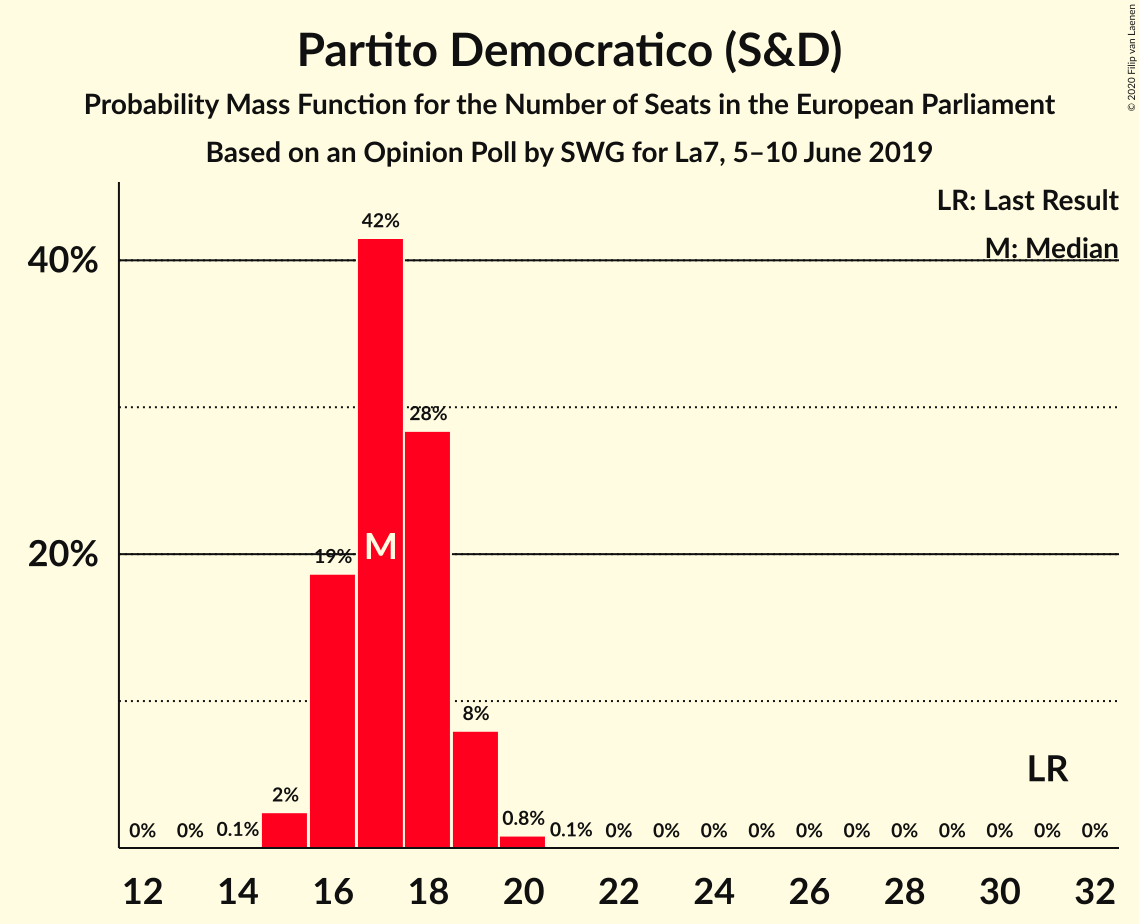 Partito Democratico (S&D)
Probability Mass Function for the Number of Seats in the European Parliament
Based on an Opinion Poll by SWG for La7, 5–10 June 2019
© 2020 Filip van Laenen
LR: Last Result
M: Median
40%
20%
0% 0% 0.1% 2% 19% 42% 28% 8% 0.8% 0.1% 0% 0% 0% 0% 0% 0% 0% 0% 0% 0% 0%
M
LR
12 14 16 18 20 22 24 26 28 30 32